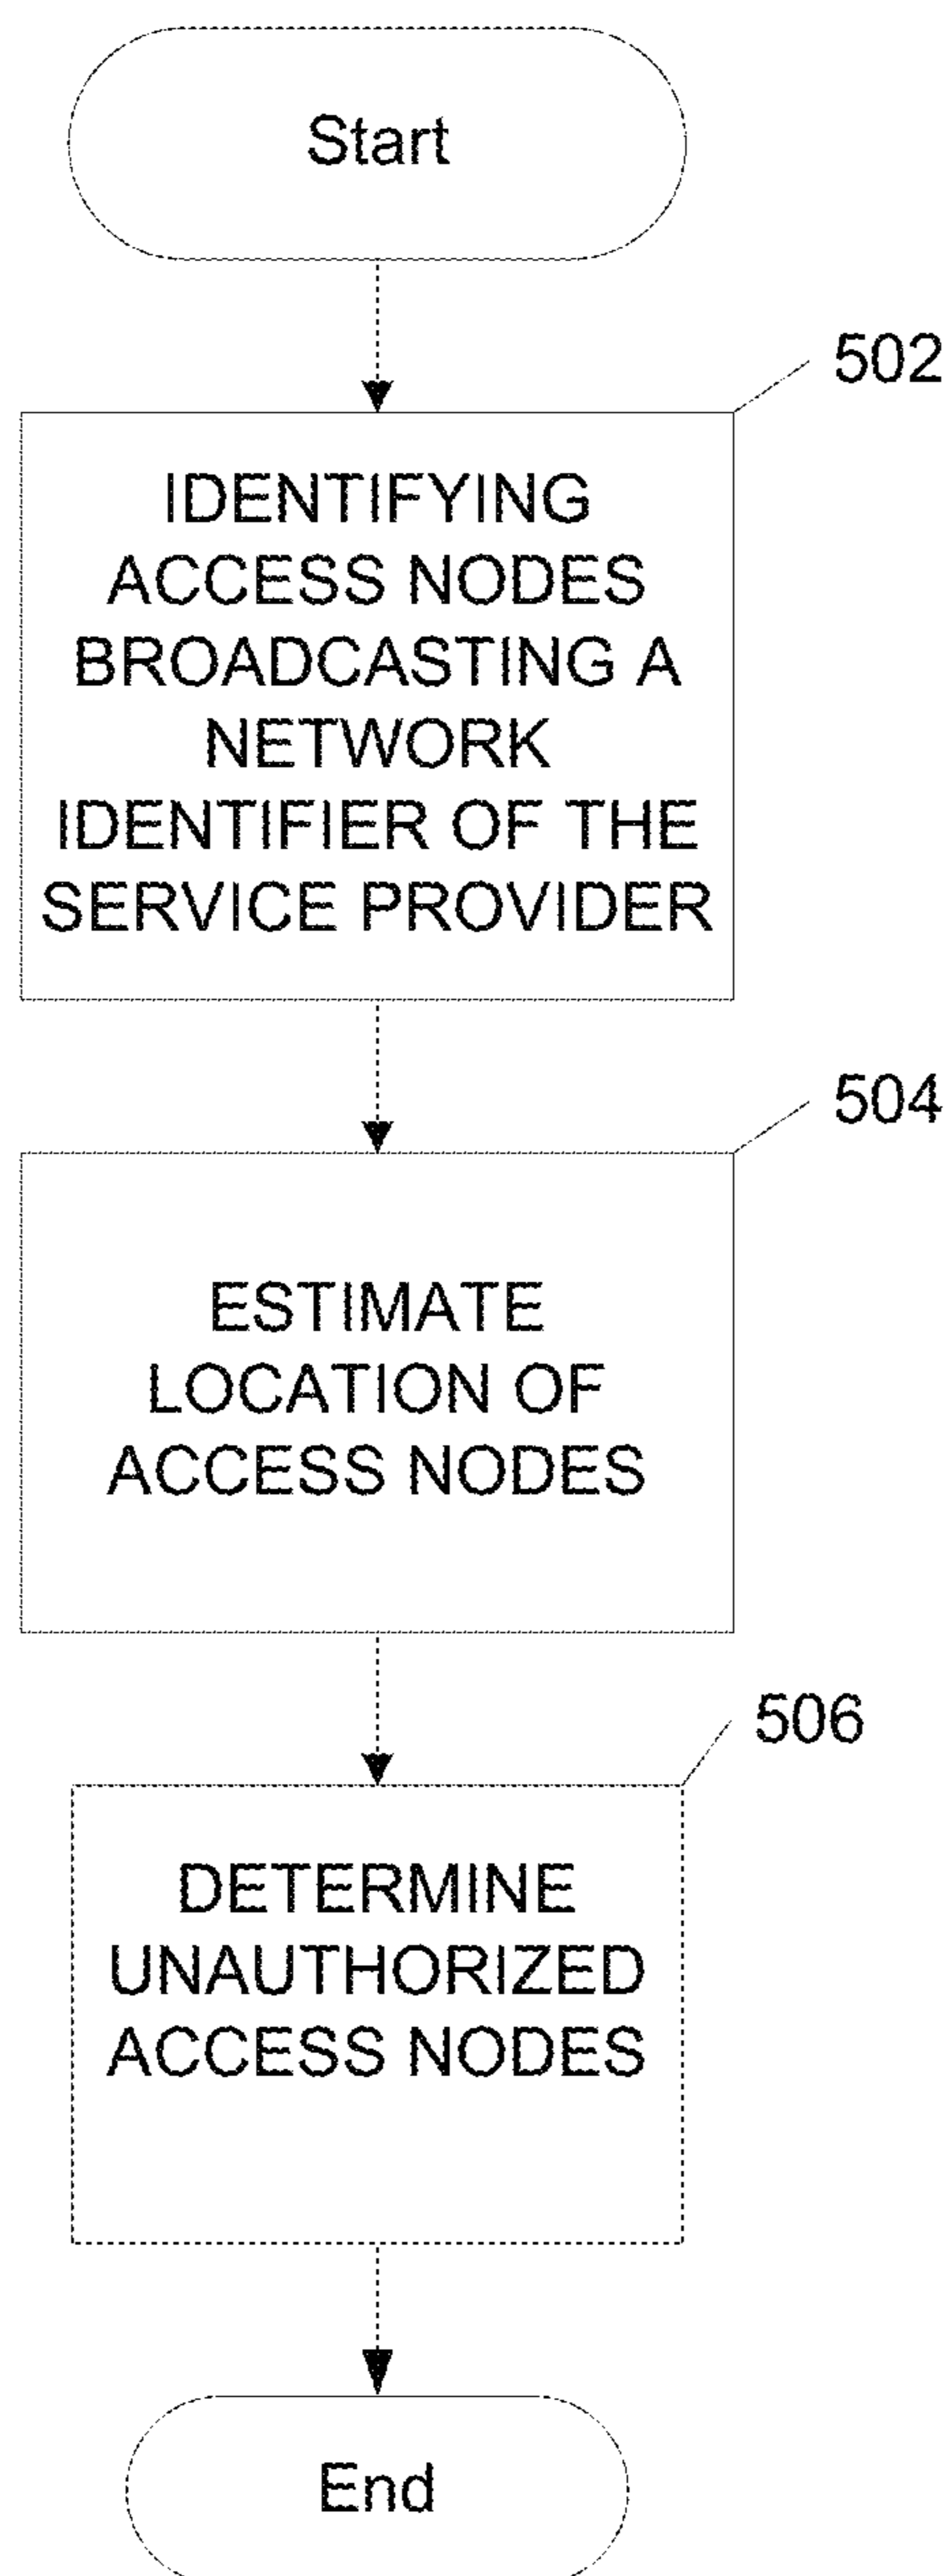 Start
502
IDENTIFYING
ACCESS NODES
BROADCASTING A
NETWORK
IDENTIFIER OF THE
SERVICE PROVIDER
504
ESTIMATE
LOCATION OF
ACCESS NODES
506
DETERMINE
UNAUTHORIZED
ACCESS NODES
End